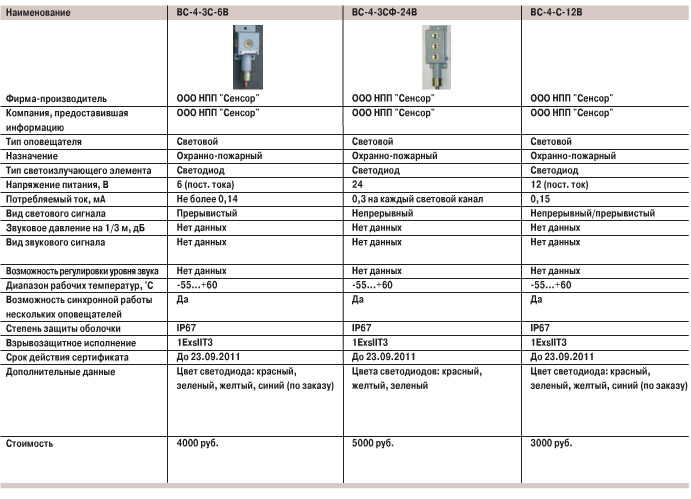 Наименование ВС-4-3С-6В ВС-4-3СФ-24В ВС-4-С-12В
Фирма-производитель ООО НПП "Сенсор" ООО НПП "Сенсор" ООО НПП "Сенсор"
Компания, предоставившая ООО НПП "Сенсор" ООО НПП "Сенсор" ООО НПП "Сенсор"
информацию
Тип оповещателя Световой Световой Световой
Назначение Охранно-пожарный Охранно-пожарный Охранно-пожарный
Тип светоизлучающего элемента Светодиод Светодиод Светодиод
Напряжение питания, В 6 (пост. тока) 24 12 (пост. ток)
Потребляемый ток, мА Не более 0,14 0,3 на каждый световой канал 0,15
Вид светового сигнала Прерывистый Непрерывный Непрерывный/прерывистый
Звуковое давление на 1/3 м, дБ Нет данных Нет данных Нет данных
Вид звукового сигнала Нет данных Нет данных Нет данных
Возможность регулировки уровня звука Нет данных Нет данных Нет данных
Диапазон рабочих температур, °С -55...+60 -55...+60 -55...+60
Возможность синхронной работы Да Да Да
нескольких оповещателей
Степень защиты оболочки IP67 IP67 IP67
Взрывозащитное исполнение 1ExsIIT3 1ExsIIT3 1ExsIIT3
Срок действия сертификата До 23.09.2011 До 23.09.2011 До 23.09.2011
Дополнительные данные Цвет светодиода: красный, Цвета светодиодов: красный, Цвет светодиода: красный,
зеленый, желтый, синий (по заказу) желтый, зеленый зеленый, желтый, синий (по заказу)
Стоимость 4000 руб. 5000 руб. 3000 руб.